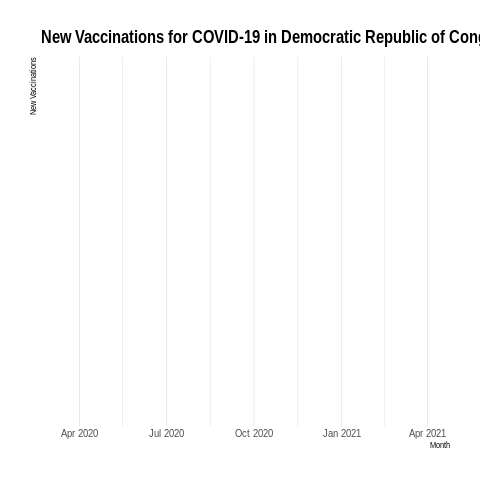 New Vaccinations for COVID-19 in Democratic Republic of Cong
New Vaccinations
Apr 2020
Jul 2020
Oct 2020
Jan 2021
Apr 2021
Month